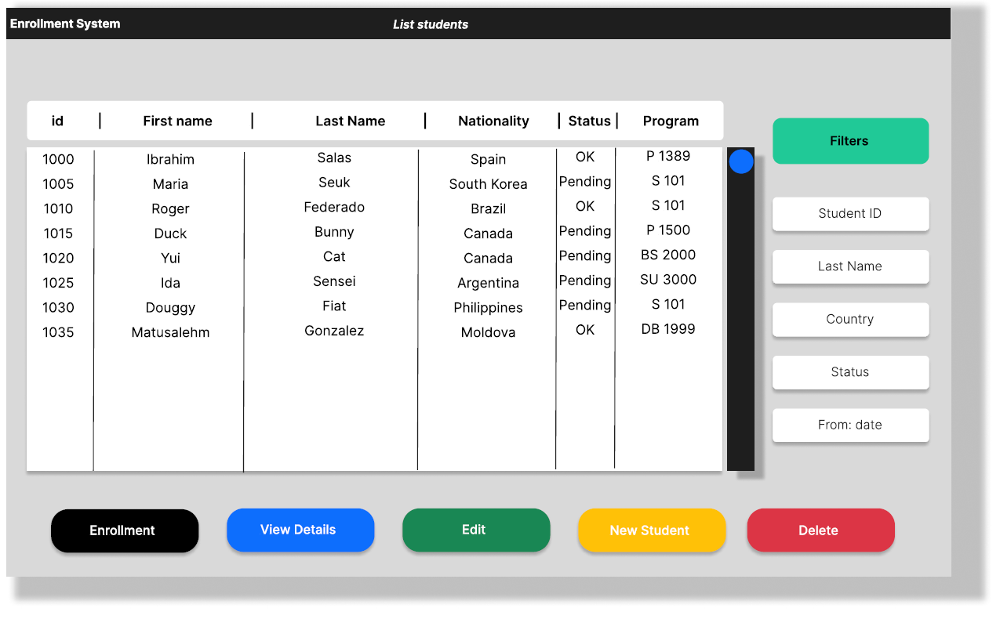 Enrollment System List students
id | First name | Last Name | Nationality | Status | Program
1000 Ibrahim Salas Spain OK P 1389
1005 Maria Seuk South Korea Pending S 101
1010 Roger Federado Brazil OK S 101
1015 Duck Bunny Canada Pending P 1500
1020 Yui Cat Canada Pending BS 2000
1025 Ida Sensei Argentina Pending SU 3000
1030 Douggy Fiat Philippines Pending S 101
1035 Matusalehm Gonzalez Moldova OK DB 1999
Filters
Student ID
Last Name
Country
Status
From: date
Enrollment View Details Edit New Student Delete